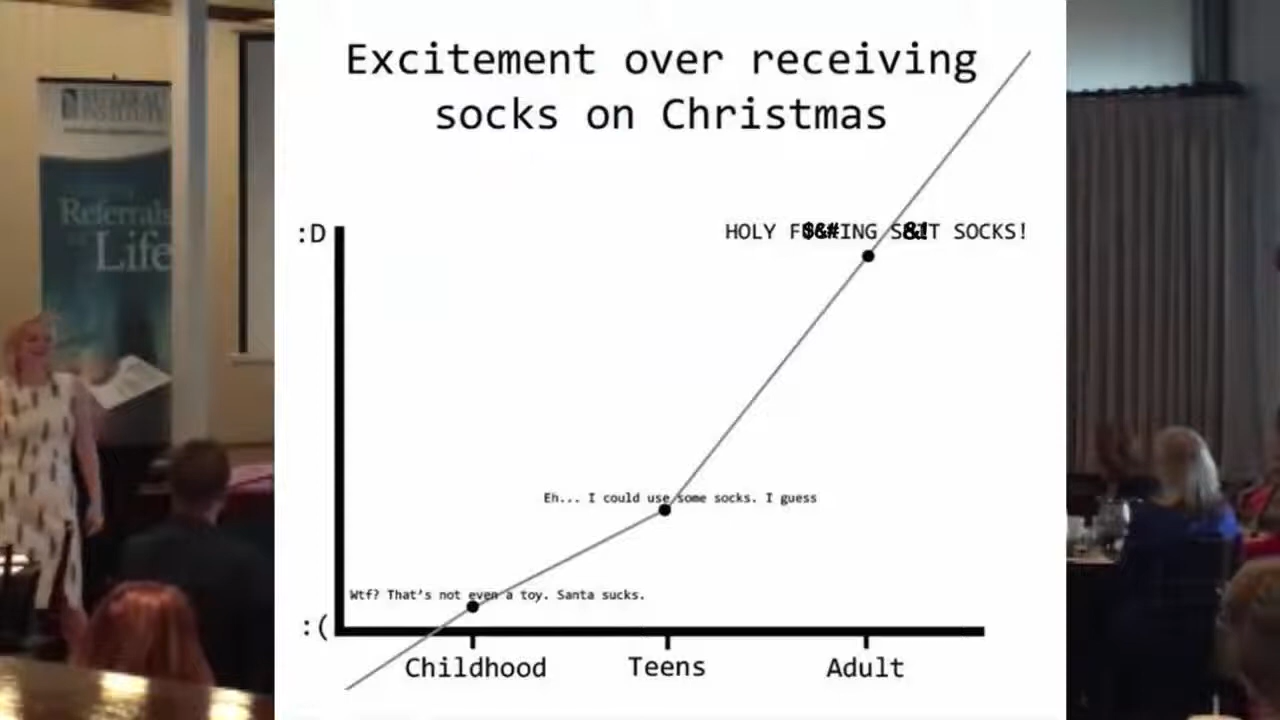 Excitement over receiving
socks on Christmas
:D
HOLY F$&#ING S&!T SOCKS!
Eh... I could use some socks. I guess
Wtf? That's not even a toy. Santa sucks.
:(
Childhood Teens Adult
Referrals
Life